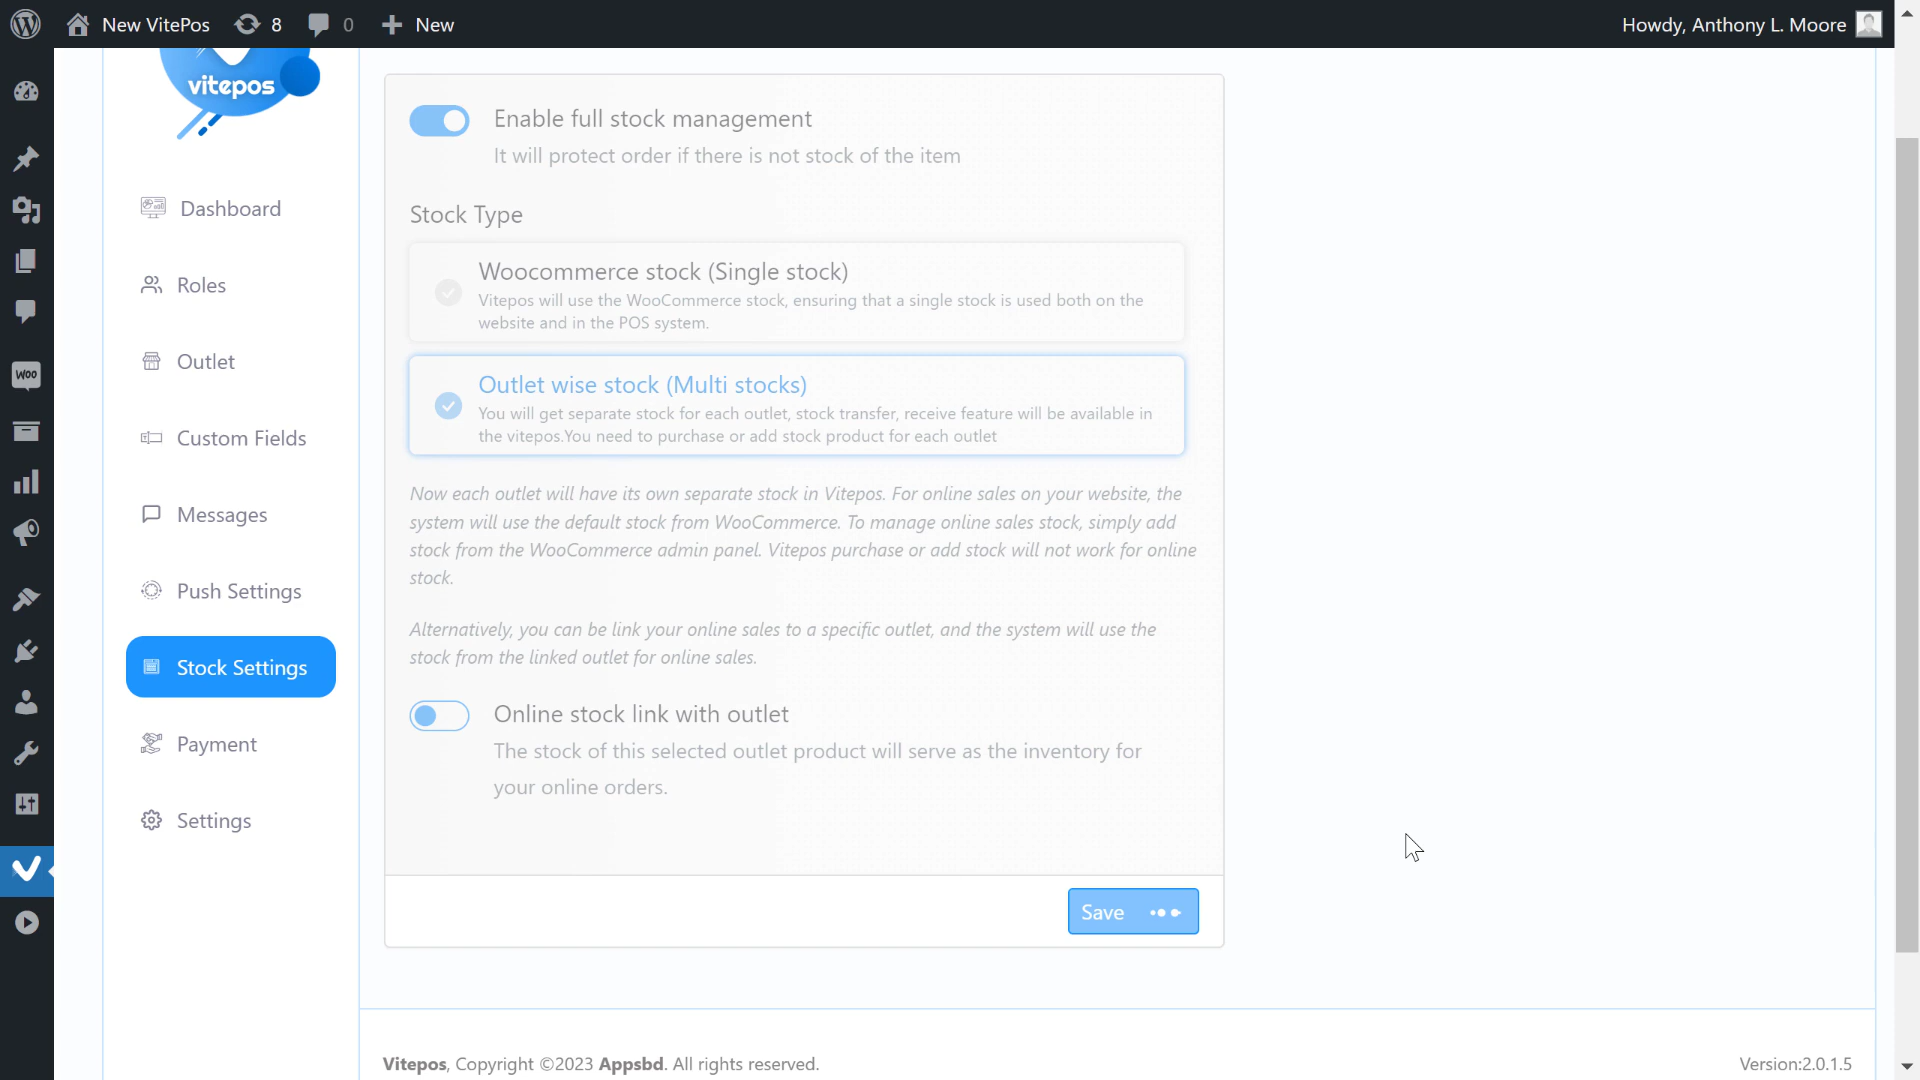 New VitePos 8 0 New Howdy, Anthony L. Moore
vitepos
Dashboard
Roles
Outlet
Custom Fields
Messages
Push Settings
Stock Settings
Payment
Settings
Woo
Enable full stock management
It will protect order if there is not stock of the item
Stock Type
Woocommerce stock (Single stock)
Vitepos will use the WooCommerce stock, ensuring that a single stock is used both on the
website and in the POS system.
Outlet wise stock (Multi stocks)
You will get separate stock for each outlet, stock transfer, receive feature will be available in
the vitepos.You need to purchase or add stock product for each outlet
Now each outlet will have its own separate stock in Vitepos. For online sales on your website, the
system will use the default stock from WooCommerce. To manage online sales stock, simply add
stock from the WooCommerce admin panel. Vitepos purchase or add stock will not work for online
stock.
Alternatively, you can be link your online sales to a specific outlet, and the system will use the
stock from the linked outlet for online sales.
Online stock link with outlet
The stock of this selected outlet product will serve as the inventory for
your online orders.
Save
Vitepos, Copyright ©2023 Appsbd. All rights reserved. Version:2.0.1.5